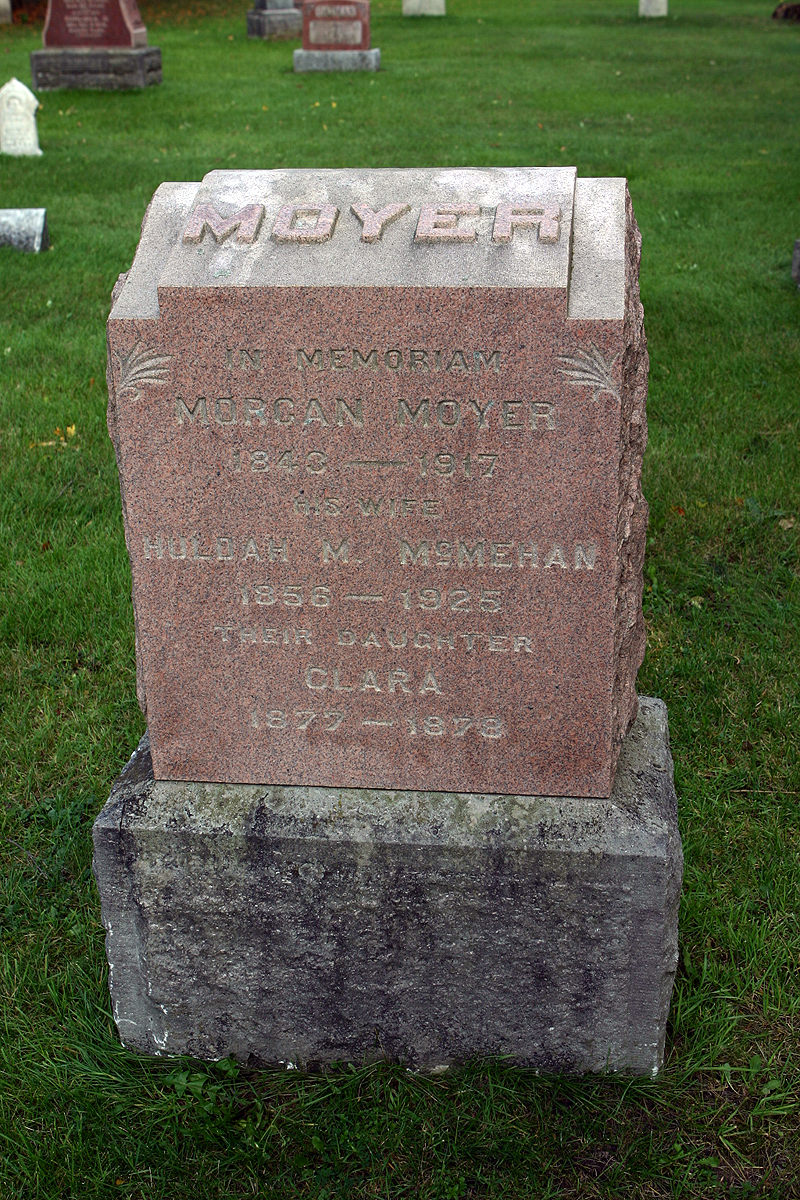 MOYER
IN MEMORIAM
MORGAN MOYER
1843 — 1917
HIS WIFE
HULDAH M. McMEHAN
1856 — 1925
THEIR DAUGHTER
CLARA
1877 — 1878